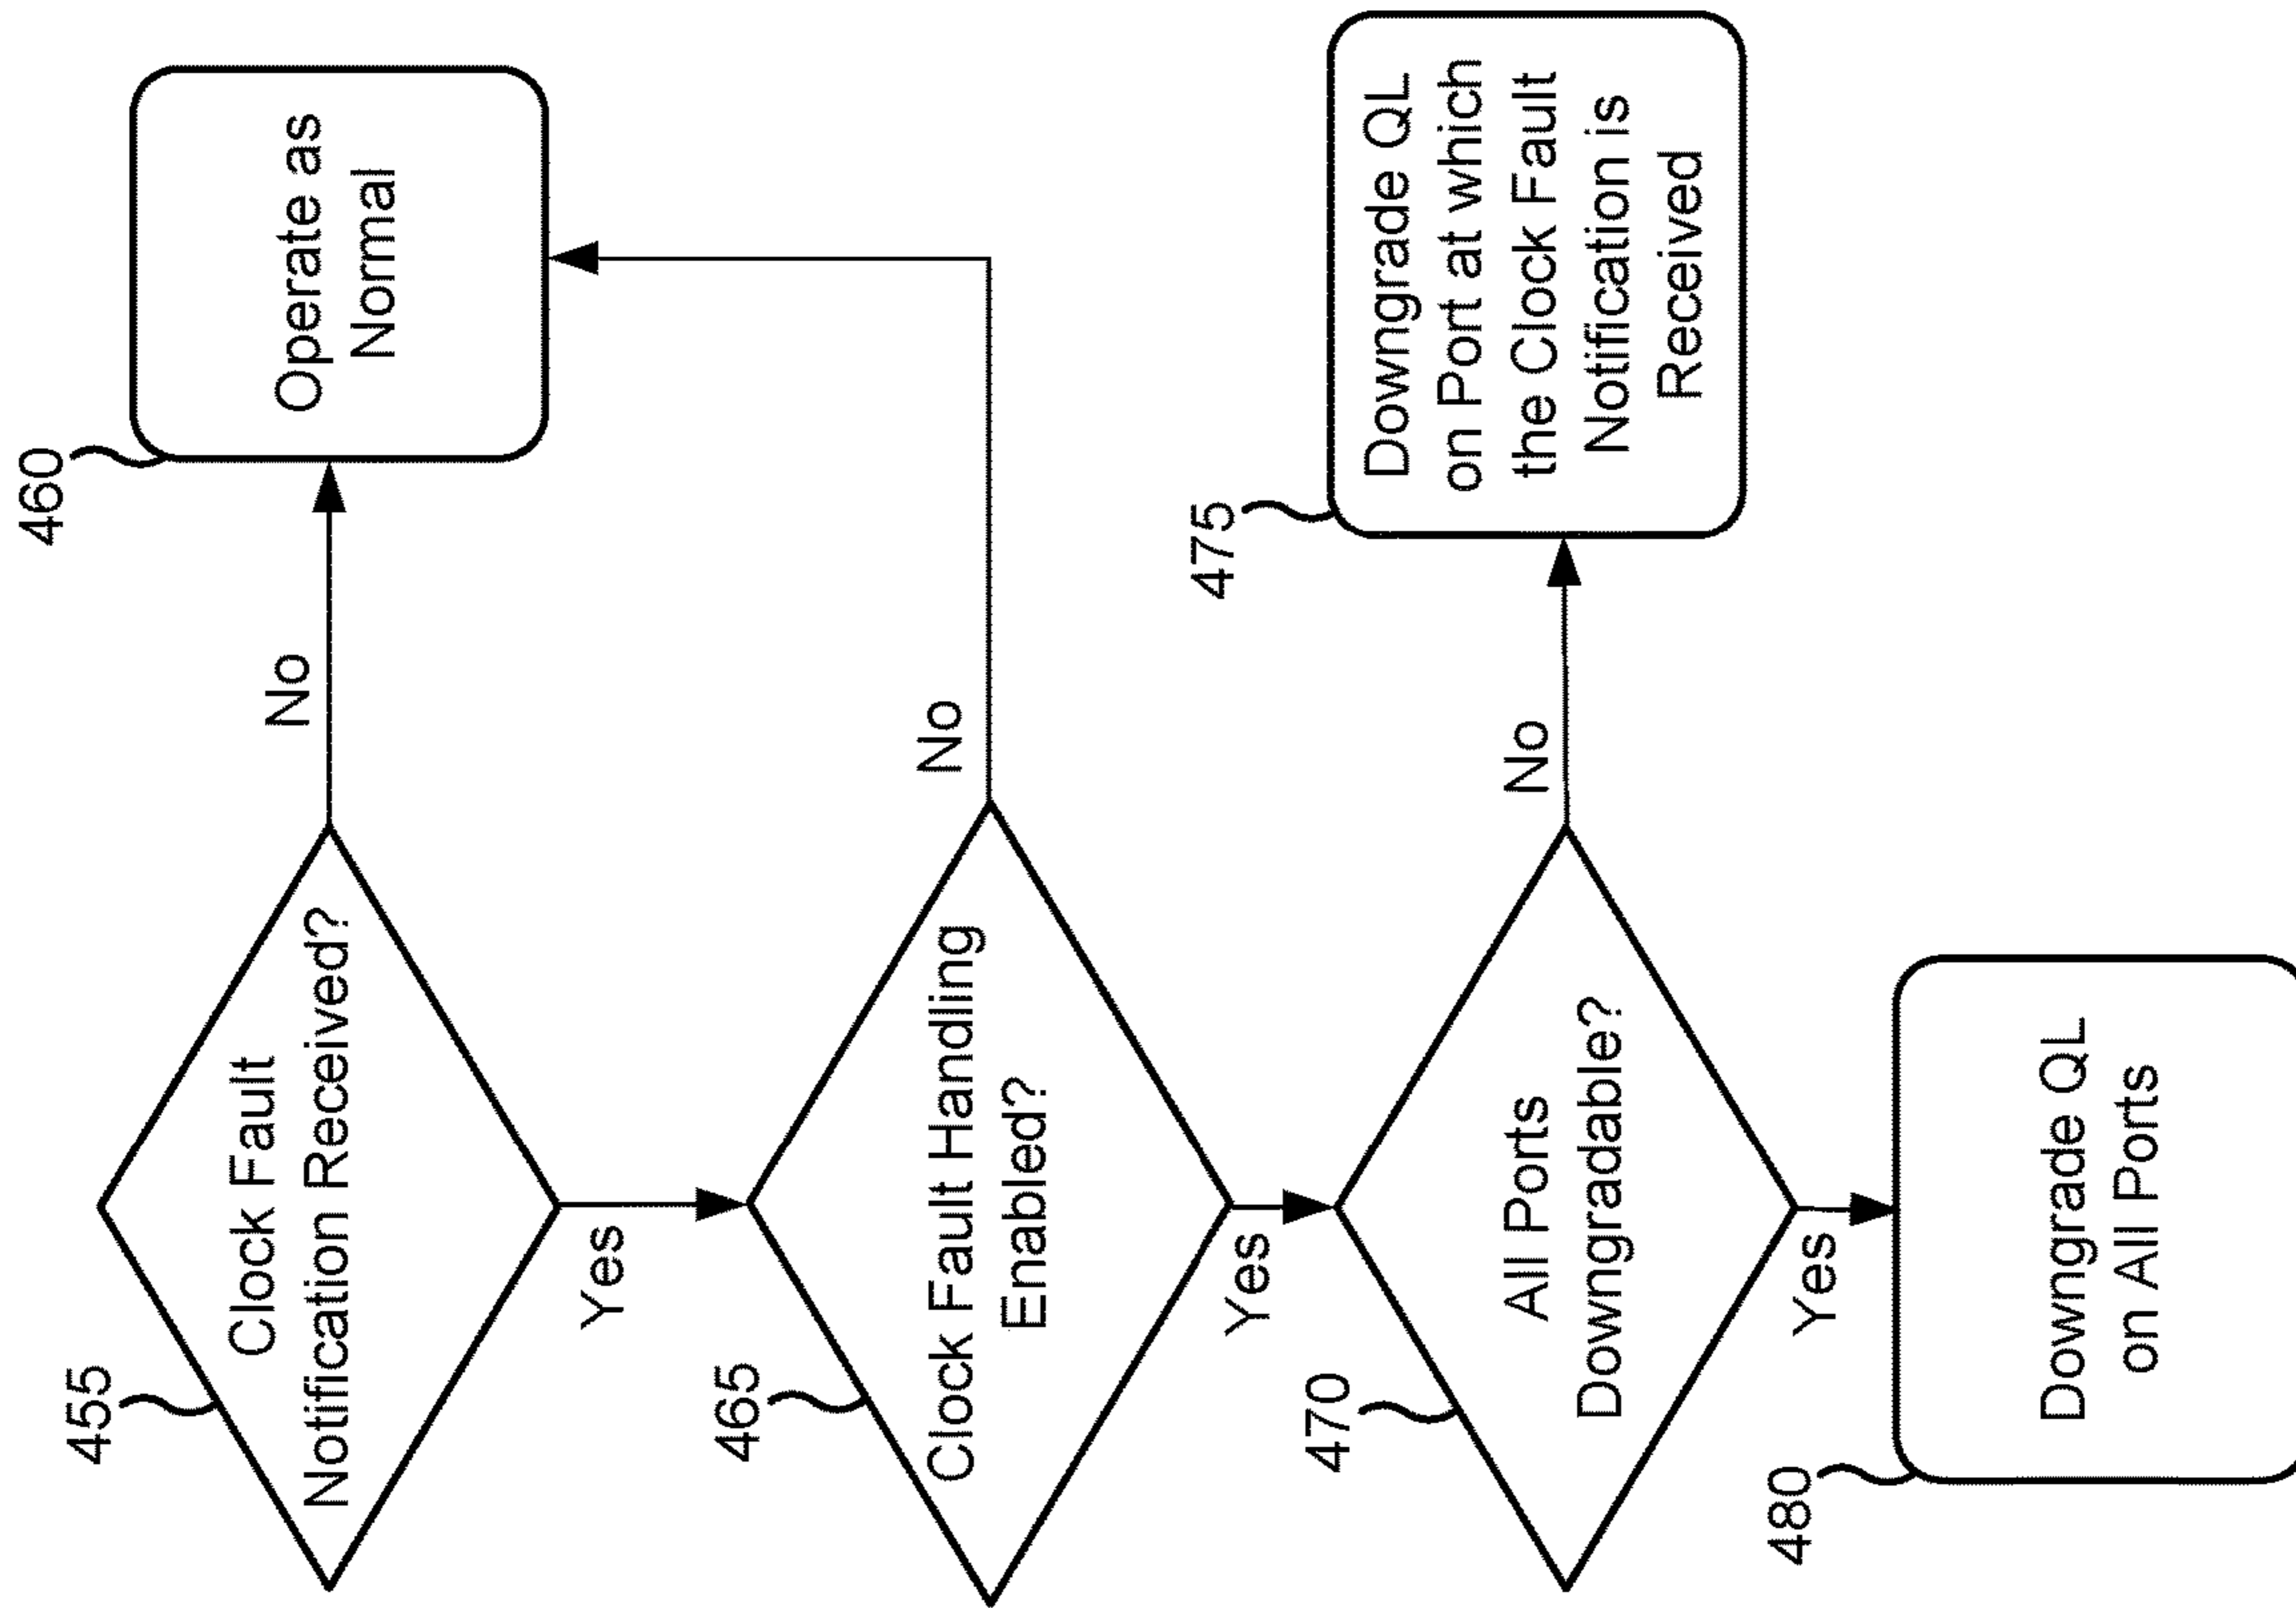 455
Clock Fault
Notification Received?
No
460
Operate as
Normal
Yes
465
Clock Fault Handling
Enabled?
No
Yes
470
All Ports
Downgradable?
No
475
Downgrade QL
on Port at which
the Clock Fault
Notification is
Received
Yes
480
Downgrade QL
on All Ports